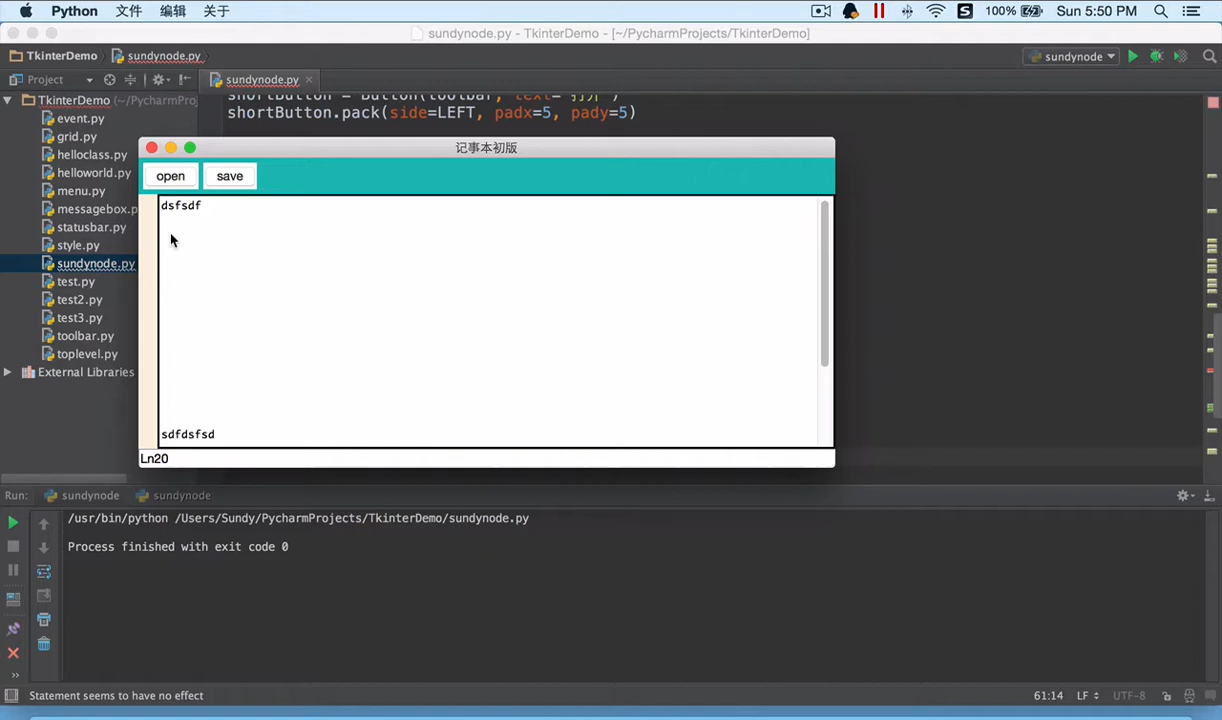 Python 文件 编辑 关于 100% Sun 5:50 PM
sundynode.py - TkinterDemo - [~/PycharmProjects/TkinterDemo]
TkinterDemo sundynode.py sundynode
Project sundynode.py
TkinterDemo (~/PycharmProj
event.py
grid.py
helloclass.py
helloworld.py
menu.py
messagebox.p
statusbar.py
style.py
sundynode.py
test.py
test2.py
test3.py
toolbar.py
toplevel.py
External Libraries
shortButton = Button(toolbar, text="打开")
shortButton.pack(side=LEFT, padx=5, pady=5)
记事本初版
open save
dsfsdf
sdfdsfsd
Ln20
Run: sundynode sundynode
/usr/bin/python /Users/Sundy/PycharmProjects/TkinterDemo/sundynode.py
Process finished with exit code 0
Statement seems to have no effect 61:14 LF UTF-8